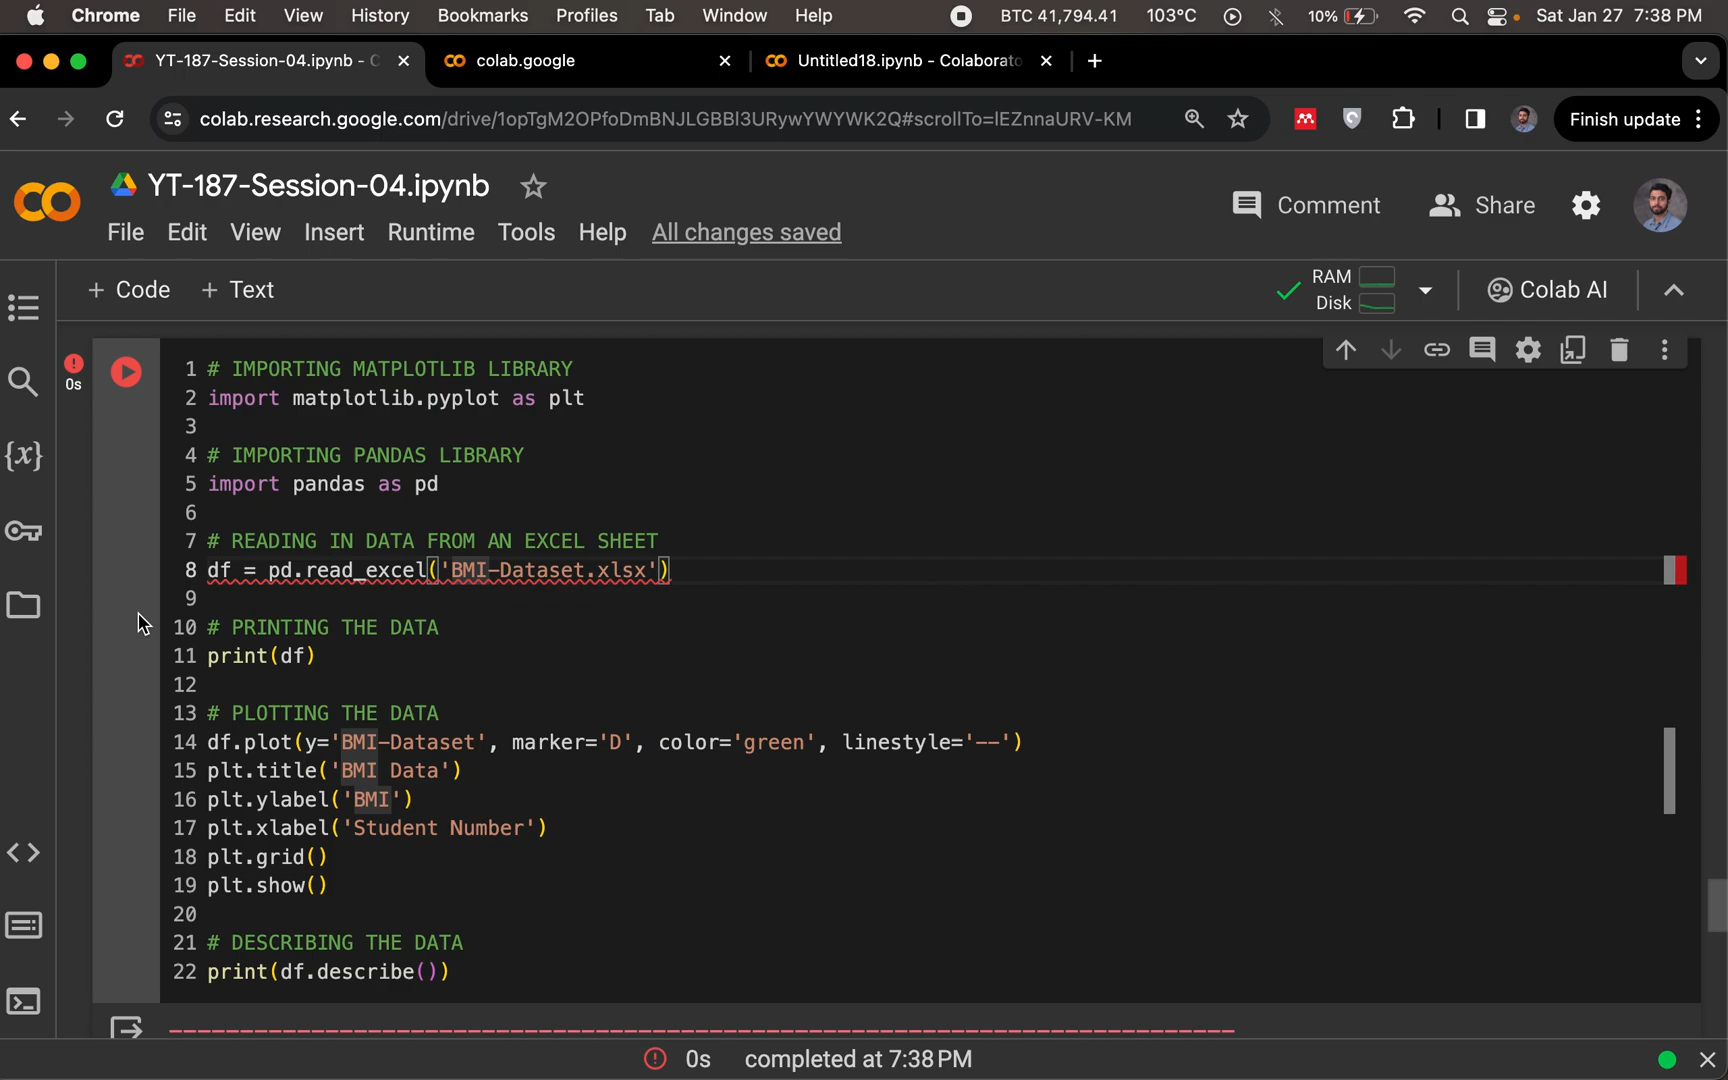 Chrome File Edit View History Bookmarks Profiles Tab Window Help BTC 41,794.41 103°C 10% Sat Jan 27 7:38 PM
YT-187-Session-04.ipynb - C colab.google Untitled18.ipynb - Colaborato
colab.research.google.com/drive/1opTgM2OPfoDmBNJLGBBl3URywYWYWK2Q#scrollTo=lEZnnaURV-KM Finish update
YT-187-Session-04.ipynb Comment Share
File Edit View Insert Runtime Tools Help All changes saved
+ Code + Text RAM Disk Colab AI
0s
1 # IMPORTING MATPLOTLIB LIBRARY
2 import matplotlib.pyplot as plt
3
4 # IMPORTING PANDAS LIBRARY
5 import pandas as pd
6
7 # READING IN DATA FROM AN EXCEL SHEET
8 df = pd.read_excel('BMI-Dataset.xlsx')
9
10 # PRINTING THE DATA
11 print(df)
12
13 # PLOTTING THE DATA
14 df.plot(y='BMI-Dataset', marker='D', color='green', linestyle='--')
15 plt.title('BMI Data')
16 plt.ylabel('BMI')
17 plt.xlabel('Student Number')
18 plt.grid()
19 plt.show()
20
21 # DESCRIBING THE DATA
22 print(df.describe())
0s completed at 7:38 PM